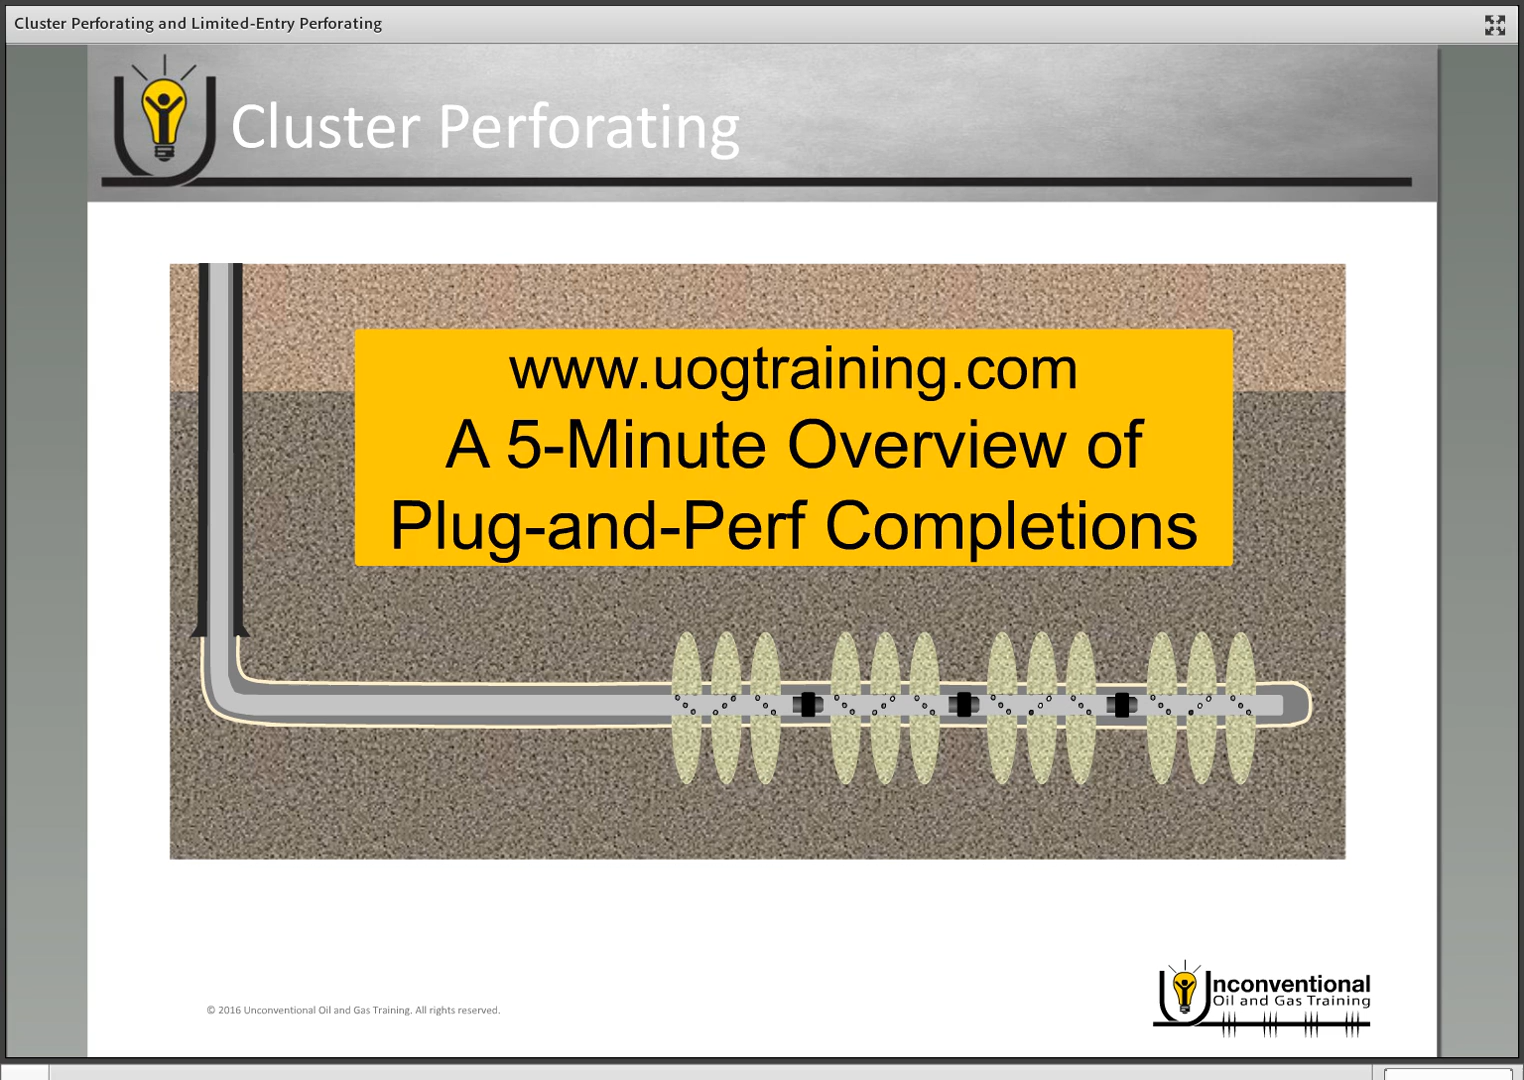 Cluster Perforating and Limited-Entry Perforating
Cluster Perforating
www.uogtraining.com
A 5-Minute Overview of
Plug-and-Perf Completions
© 2016 Unconventional Oil and Gas Training. All rights reserved.
Unconventional
Oil and Gas Training